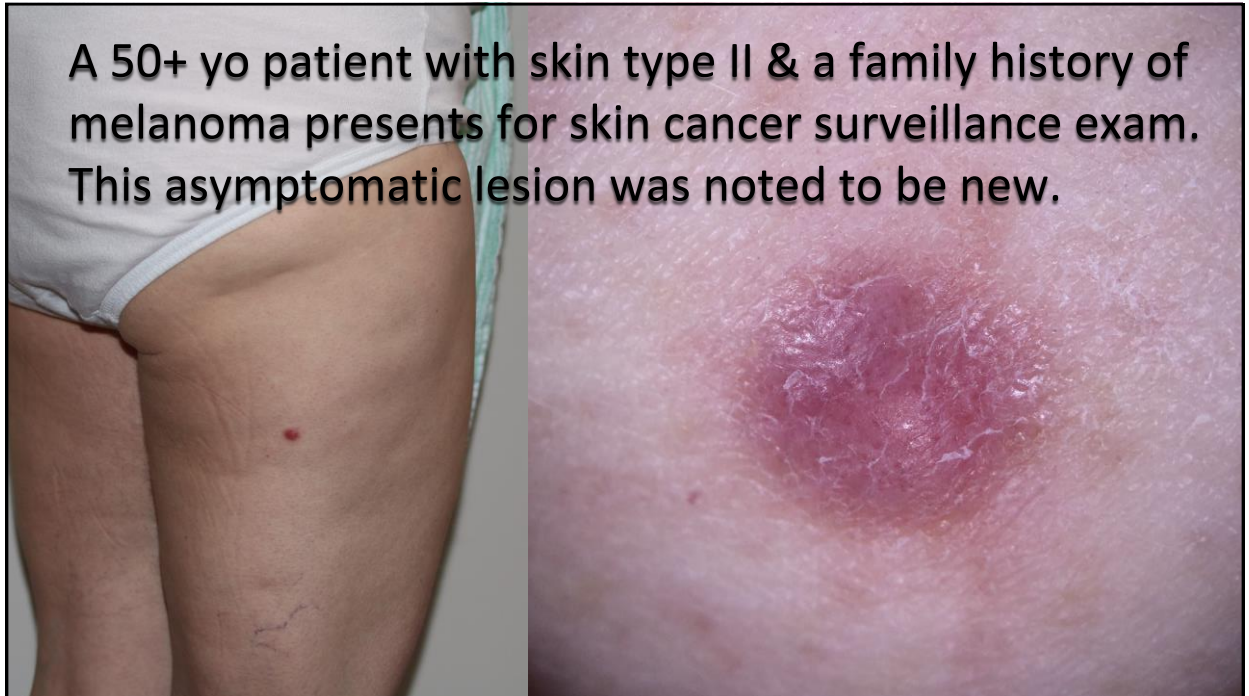 A 50+ yo patient with skin type II & a family history of
melanoma presents for skin cancer surveillance exam.
This asymptomatic lesion was noted to be new.